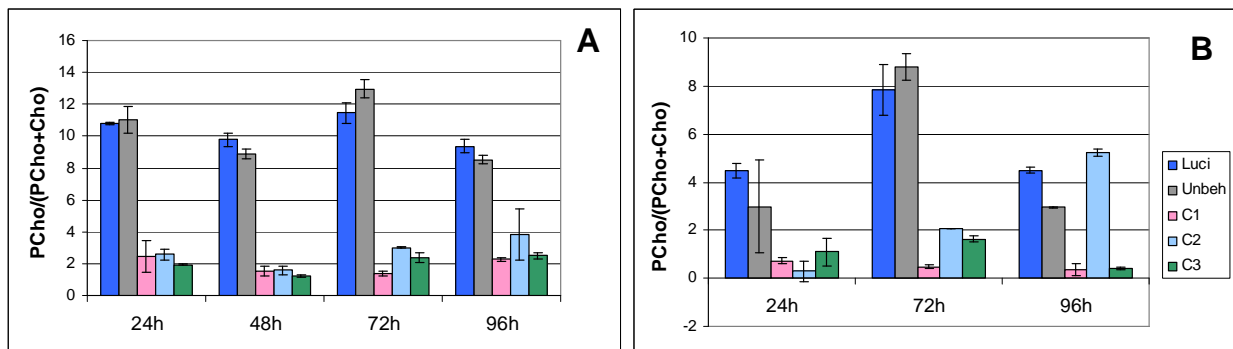 A
PCho/(PCho+Cho)
16
14
12
10
8
6
4
2
0
24h 48h 72h 96h
B
PCho/(PCho+Cho)
10
8
6
4
2
0
-2
24h 72h 96h
Luci
Unbeh
C1
C2
C3